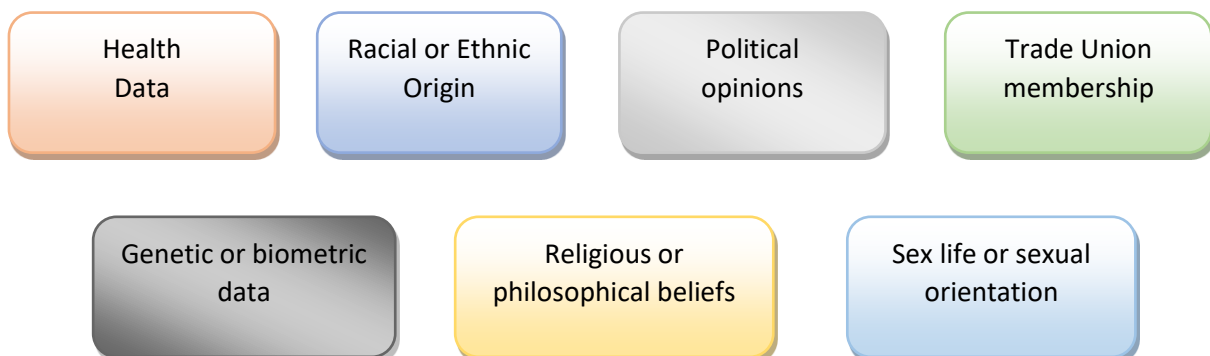 Health
Data
Racial or Ethnic
Origin
Political
opinions
Trade Union
membership
Genetic or biometric
data
Religious or
philosophical beliefs
Sex life or sexual
orientation